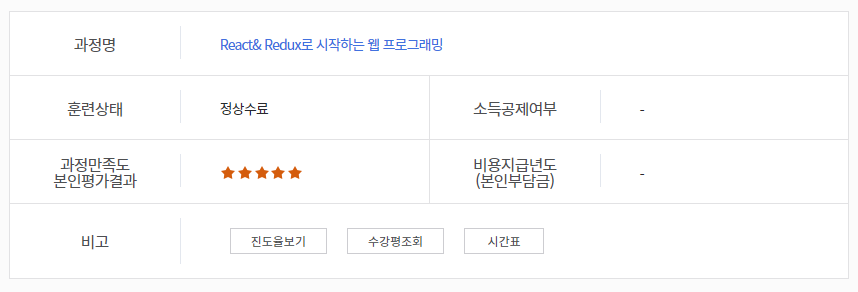 과정명 React& Redux로 시작하는 웹 프로그래밍
훈련상태 정상수료 소득공제여부 -
과정만족도 비용지급년도
본인평가결과 ★★★★★ (본인부담금) -
비고 진도율보기 수강평조회 시간표